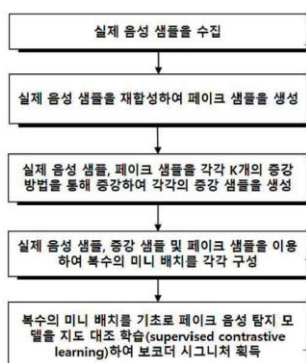 실제 음성 샘플을 수집
실제 음성 샘플을 재합성하여 페이크 샘플을 생성
실제 음성 샘플, 페이크 샘플을 각각 K개의 증강
방법을 통해 증강하여 각각의 증강 샘플을 생성
실제 음성 샘플, 증강 샘플 및 페이크 샘플을 이용
하여 복수의 미니 배치를 각각 구성
복수의 미니 배치를 기초로 페이크 음성 탐지 모
델을 지도 대조 학습(supervised contrastive
learning)하여 보코더 시그니처 획득